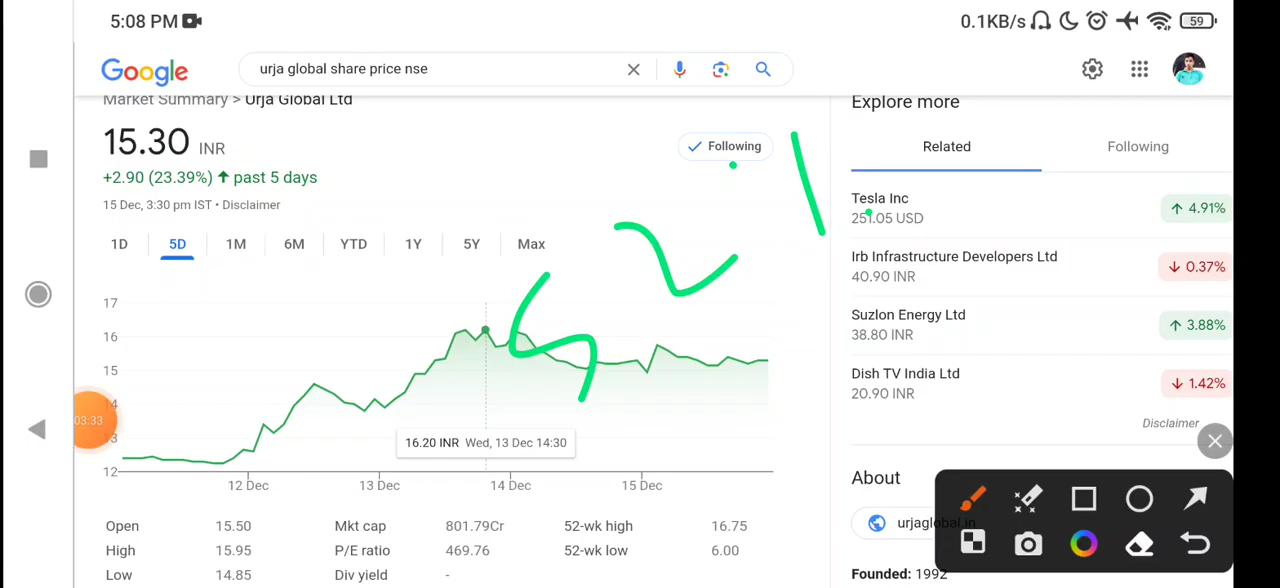 5:08 PM
0.1KB/s
59
Google
urja global share price nse
Market Summary > Urja Global Ltd
15.30 INR
Following
+2.90 (23.39%) ↑ past 5 days
15 Dec, 3:30 pm IST • Disclaimer
1D
5D
1M
6M
YTD
1Y
5Y
Max
17
16
15
14
13
12
03:33
16.20 INR Wed, 13 Dec 14:30
12 Dec
13 Dec
14 Dec
15 Dec
Open 15.50
Mkt cap 801.79Cr
52-wk high 16.75
High 15.95
P/E ratio 469.76
52-wk low 6.00
Low 14.85
Div yield -
Explore more
Related
Following
Tesla Inc
251.05 USD
↑ 4.91%
Irb Infrastructure Developers Ltd
40.90 INR
↓ 0.37%
Suzlon Energy Ltd
38.80 INR
↑ 3.88%
Dish TV India Ltd
20.90 INR
↓ 1.42%
Disclaimer
About
urjaglobal.in
Founded: 1992